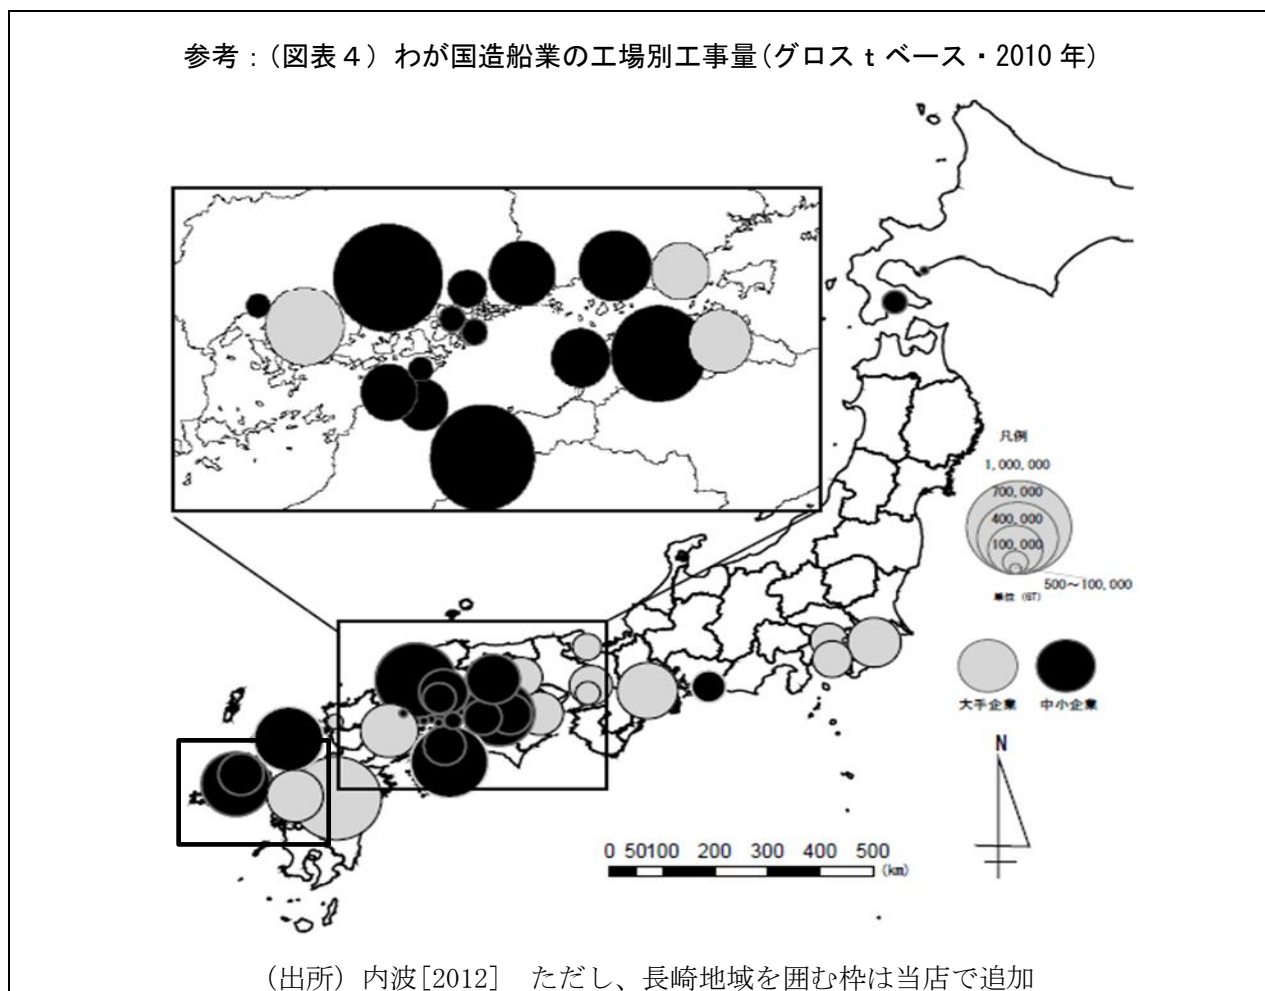 参考：（図表４）わが国造船業の工場別工事量（グロスｔベース・2010 年）
凡例
1,000,000
700,000
400,000
100,000
500～100,000
単位 (GT)
大手企業 中小企業
N
0 50100 200 300 400 500
(km)
（出所）内波[2012]　ただし、長崎地域を囲む枠は当店で追加